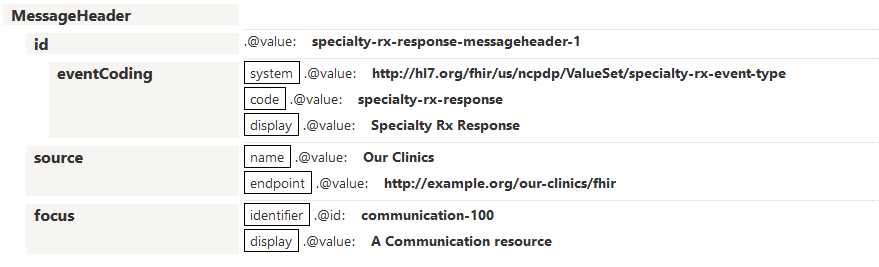 MessageHeader
id .@value: specialty-rx-response-messageheader-1
eventCoding system .@value: http://hl7.org/fhir/us/ncpdp/ValueSet/specialty-rx-event-type
code .@value: specialty-rx-response
display .@value: Specialty Rx Response
source name .@value: Our Clinics
endpoint .@value: http://example.org/our-clinics/fhir
focus identifier .@id: communication-100
display .@value: A Communication resource